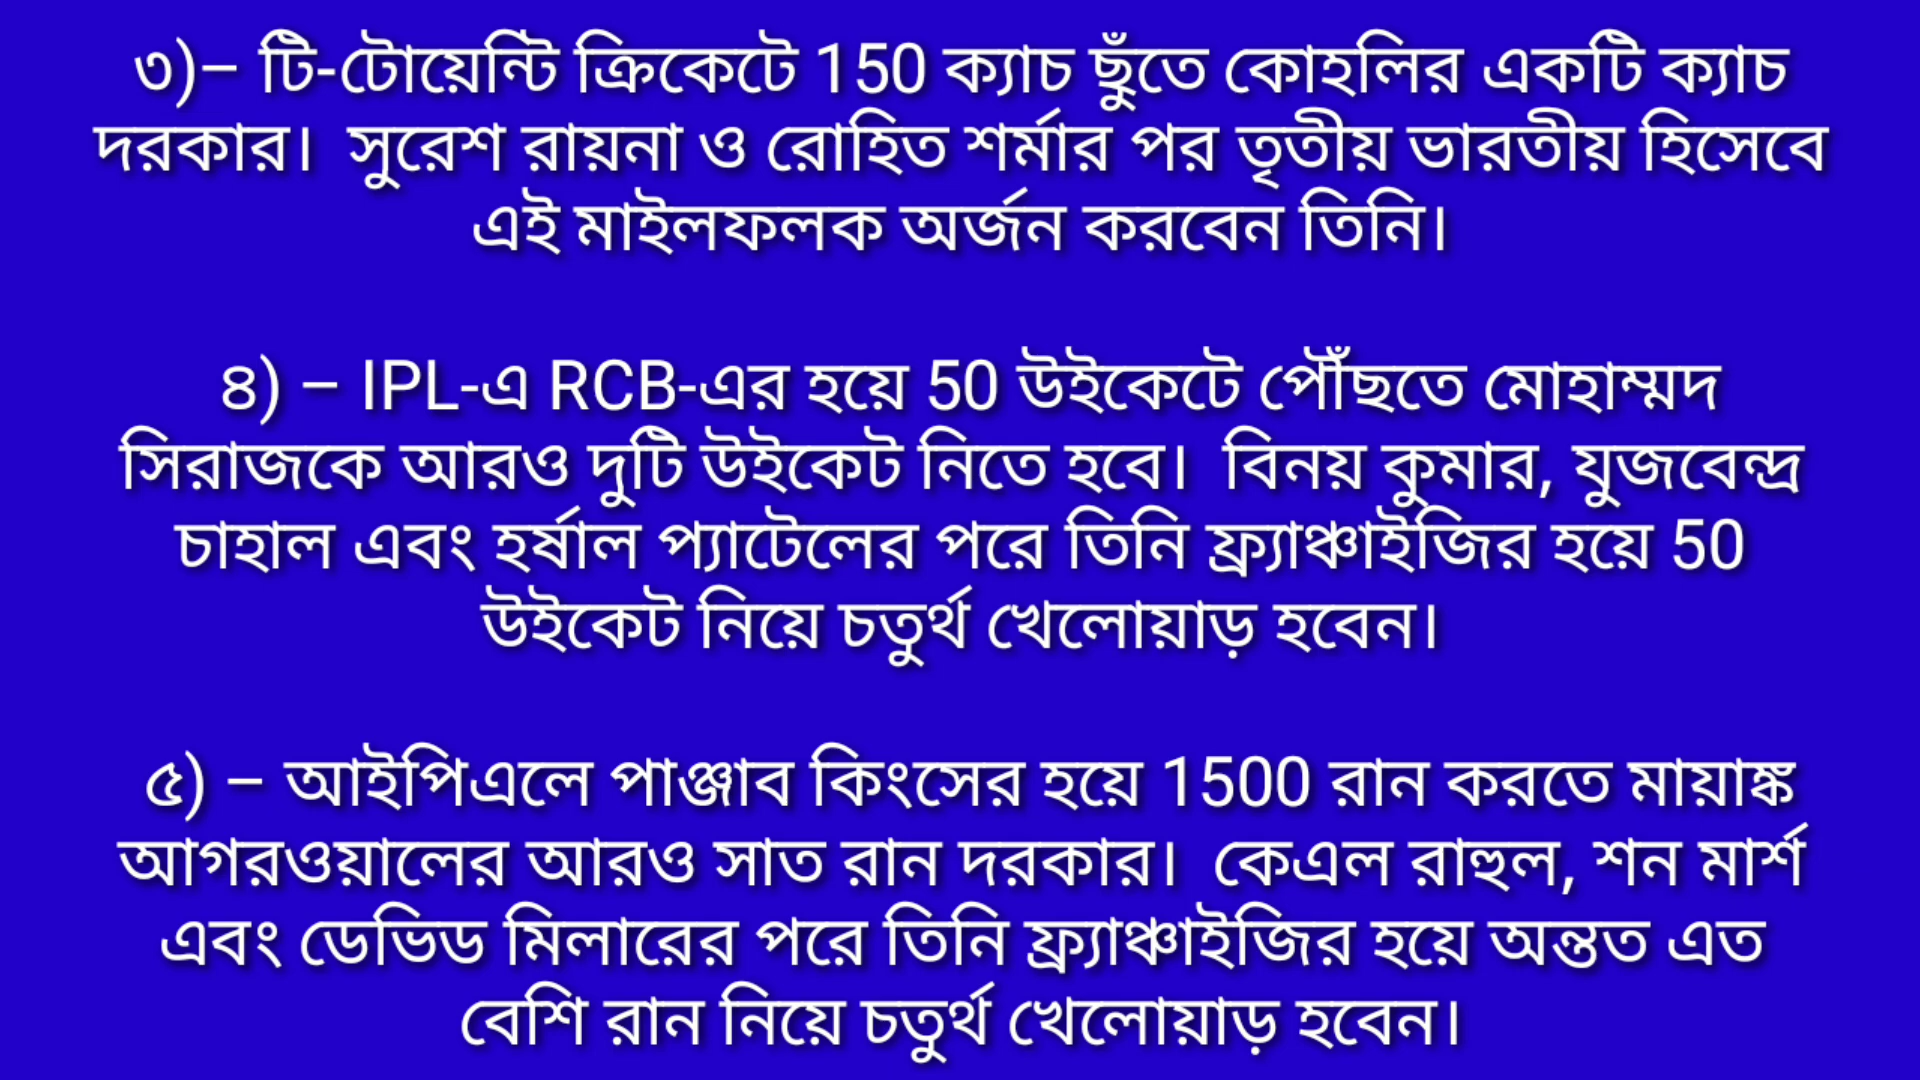 ৩)– টি-টোয়েন্টি ক্রিকেটে 150 ক্যাচ ছুঁতে কোহলির একটি ক্যাচ
দরকার। সুরেশ রায়না ও রোহিত শর্মার পর তৃতীয় ভারতীয় হিসেবে
এই মাইলফলক অর্জন করবেন তিনি।
৪) – IPL-এ RCB-এর হয়ে 50 উইকেটে পৌঁছতে মোহাম্মদ
সিরাজকে আরও দুটি উইকেট নিতে হবে। বিনয় কুমার, যুজবেন্দ্র
চাহাল এবং হর্ষাল প্যাটেলের পরে তিনি ফ্র্যাঞ্চাইজির হয়ে 50
উইকেট নিয়ে চতুর্থ খেলোয়াড় হবেন।
৫) – আইপিএলে পাঞ্জাব কিংসের হয়ে 1500 রান করতে মায়াঙ্ক
আগরওয়ালের আরও সাত রান দরকার। কেএল রাহুল, শন মার্শ
এবং ডেভিড মিলারের পরে তিনি ফ্র্যাঞ্চাইজির হয়ে অন্তত এত
বেশি রান নিয়ে চতুর্থ খেলোয়াড় হবেন।